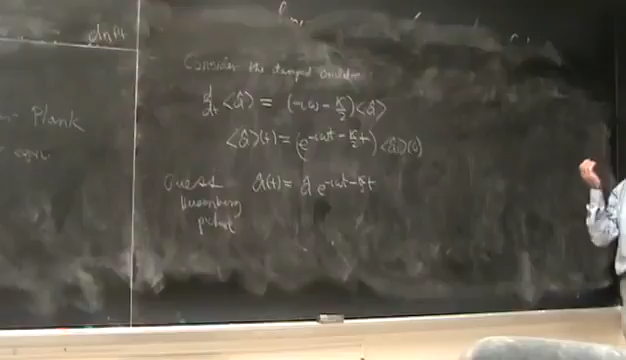 Plank
Consider the damped oscillator
d/dt <â> = (-iω - κ/2)<â>
<â>(t) = (e^{-iωt - κ/2 t})<â>(0)
Guess â(t) = â e^{-iωt - κ/2 t}
Heisenberg
picture